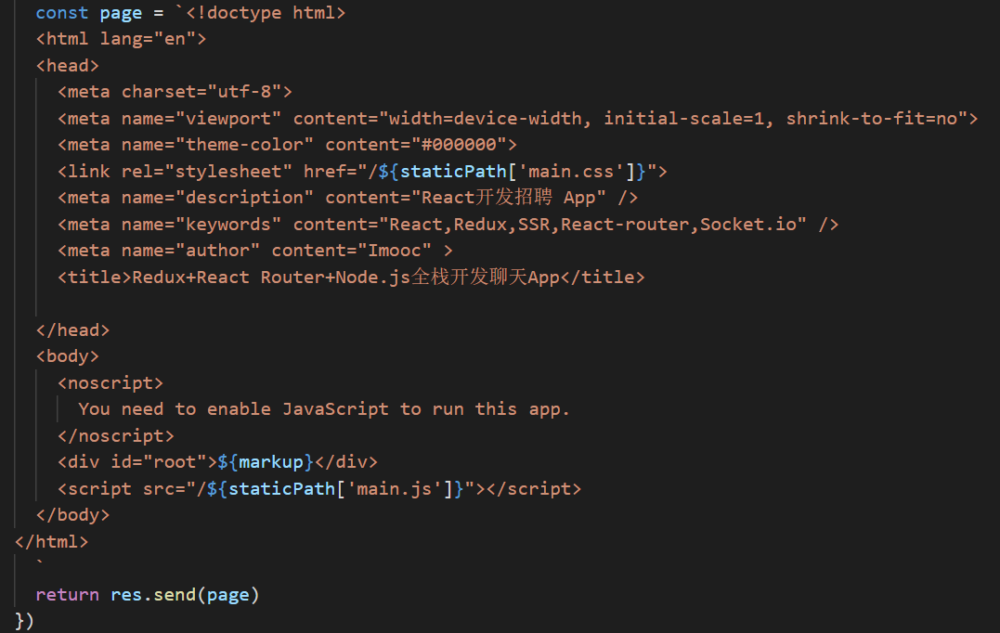 const page = `<!doctype html>
<html lang="en">
<head>
<meta charset="utf-8">
<meta name="viewport" content="width=device-width, initial-scale=1, shrink-to-fit=no">
<meta name="theme-color" content="#000000">
<link rel="stylesheet" href="/${staticPath['main.css']}">
<meta name="description" content="React开发招聘 App" />
<meta name="keywords" content="React,Redux,SSR,React-router,Socket.io" />
<meta name="author" content="Imooc" >
<title>Redux+React Router+Node.js全栈开发聊天App</title>
</head>
<body>
<noscript>
You need to enable JavaScript to run this app.
</noscript>
<div id="root">${markup}</div>
<script src="/${staticPath['main.js']}"></script>
</body>
</html>
`
return res.send(page)
})